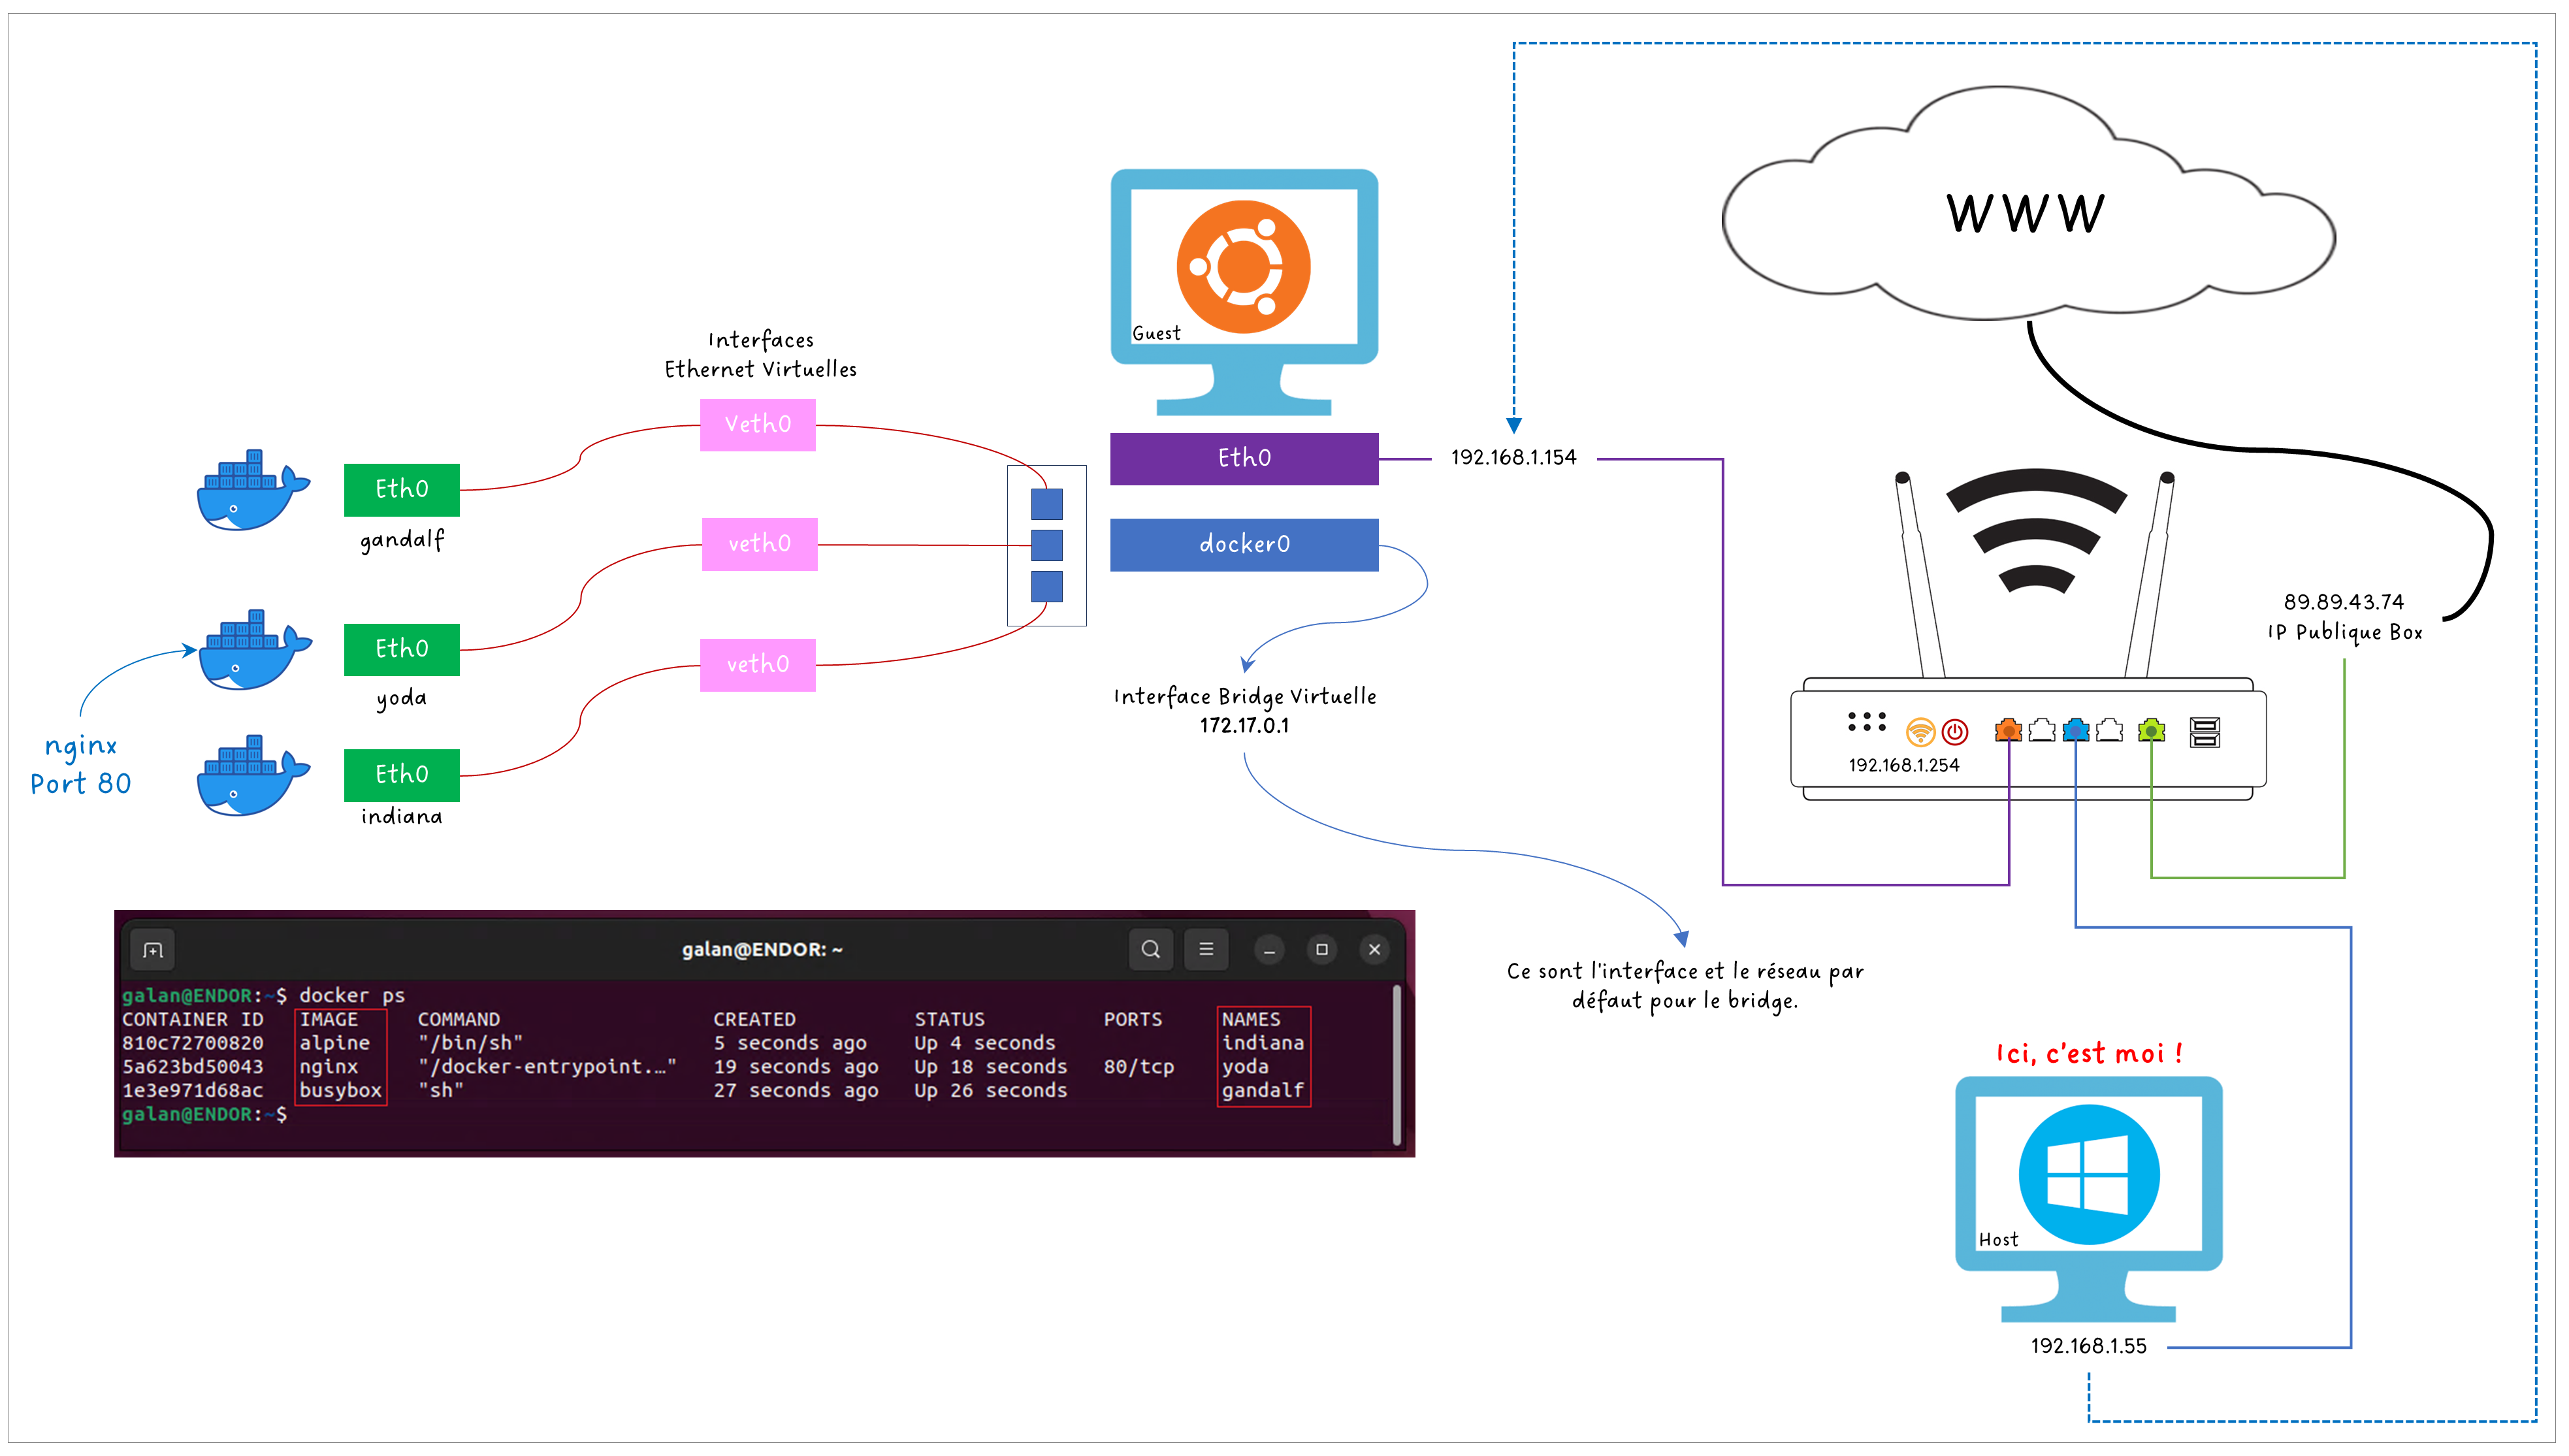 WWW
Guest
Interfaces
Ethernet Virtuelles
Veth0
Eth0
192.168.1.154
Eth0
gandalf
veth0
docker0
89.89.43.74
IP Publique Box
Eth0
yoda
veth0
Interface Bridge Virtuelle
172.17.0.1
nginx
Port 80
Eth0
indiana
192.168.1.254
galan@ENDOR: ~
galan@ENDOR:~$ docker ps
CONTAINER ID IMAGE COMMAND CREATED STATUS PORTS NAMES
810c72700820 alpine "/bin/sh" 5 seconds ago Up 4 seconds indiana
5a623bd50043 nginx "/docker-entrypoint.…" 19 seconds ago Up 18 seconds 80/tcp yoda
1e3e971d68ac busybox "sh" 27 seconds ago Up 26 seconds gandalf
galan@ENDOR:~$
Ce sont l'interface et le réseau par
défaut pour le bridge.
Ici, c'est moi !
Host
192.168.1.55